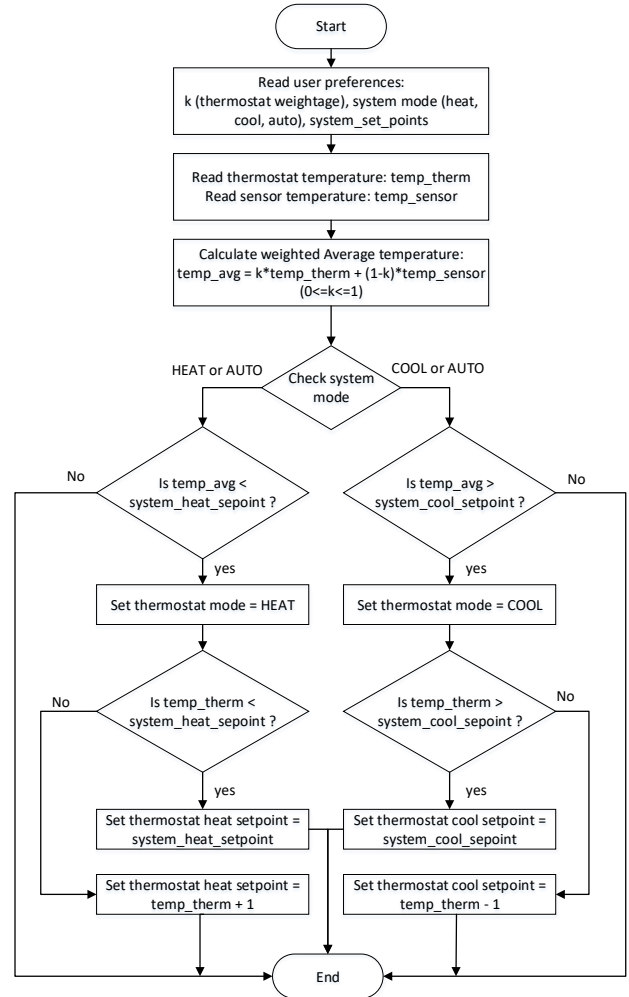 Start
Read user preferences:
k (thermostat weightage), system mode (heat,
cool, auto), system_set_points
Read thermostat temperature: temp_therm
Read sensor temperature: temp_sensor
Calculate weighted Average temperature:
temp_avg = k*temp_therm + (1-k)*temp_sensor
(0<=k<=1)
HEAT or AUTO
COOL or AUTO
Check system
mode
No
Is temp_avg <
system_heat_sepoint ?
Is temp_avg >
system_cool_setpoint ?
No
yes
yes
Set thermostat mode = HEAT
Set thermostat mode = COOL
No
Is temp_therm <
system_heat_sepoint ?
Is temp_therm >
system_cool_sepoint ?
No
yes
yes
Set thermostat heat setpoint =
system_heat_setpoint
Set thermostat cool setpoint =
system_cool_sepoint
Set thermostat heat setpoint =
temp_therm + 1
Set thermostat cool setpoint =
temp_therm - 1
End